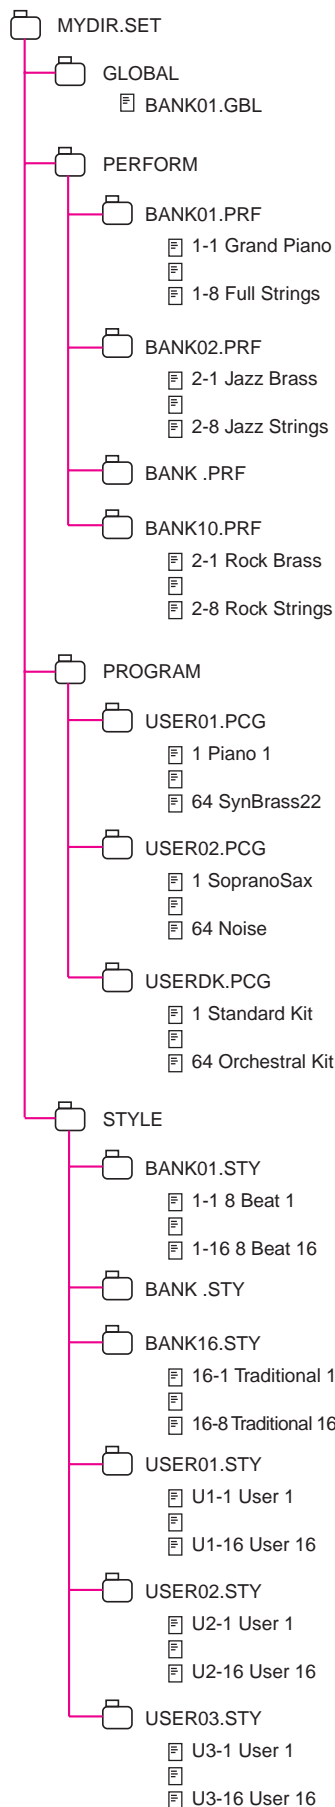 MYDIR.SET
GLOBAL
BANK01.GBL
PERFORM
BANK01.PRF
1-1 Grand Piano
1-8 Full Strings
BANK02.PRF
2-1 Jazz Brass
2-8 Jazz Strings
BANK .PRF
BANK10.PRF
2-1 Rock Brass
2-8 Rock Strings
PROGRAM
USER01.PCG
1 Piano 1
64 SynBrass22
USER02.PCG
1 SopranoSax
64 Noise
USERDK.PCG
1 Standard Kit
64 Orchestral Kit
STYLE
BANK01.STY
1-1 8 Beat 1
1-16 8 Beat 16
BANK .STY
BANK16.STY
16-1 Traditional 1
16-8 Traditional 16
USER01.STY
U1-1 User 1
U1-16 User 16
USER02.STY
U2-1 User 1
U2-16 User 16
USER03.STY
U3-1 User 1
U3-16 User 16